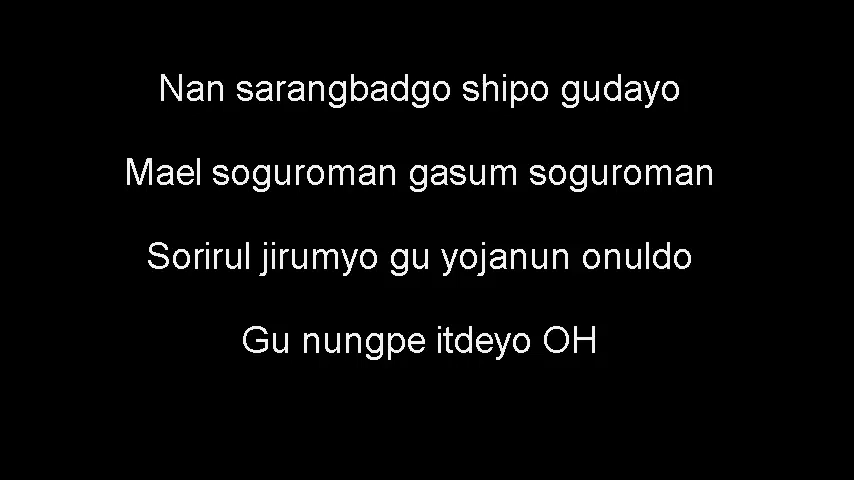 Nan sarangbadgo shipo gudayo
Mael soguroman gasum soguroman
Sorirul jirumyo gu yojanun onuldo
Gu nungpe itdeyo OH